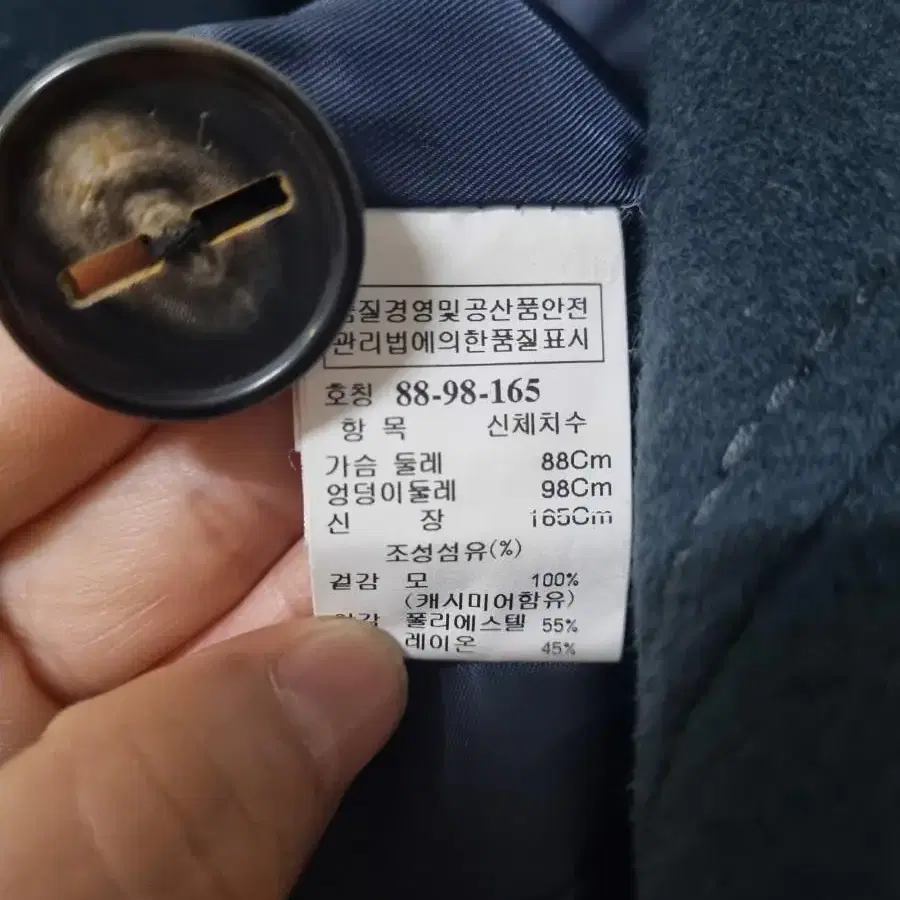 품질경영및공산품안전
관리법에의한품질표시
호칭 88-98-165
항 목 신체치수
가슴 둘레 88Cm
엉덩이둘레 98Cm
신 장 165Cm
조성섬유(%)
겉감 모 100%
(캐시미어함유)
폴리에스텔 55%
레이온 45%